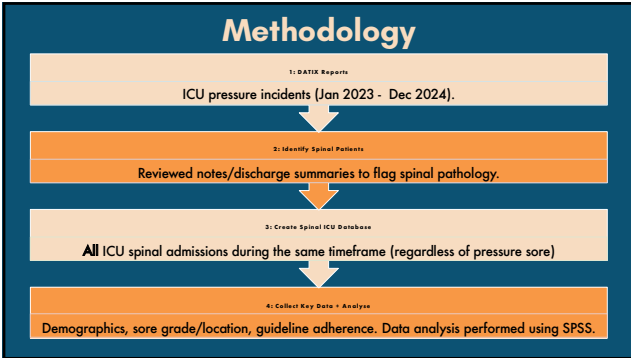 Methodology
1: DATIX Reports
ICU pressure incidents (Jan 2023 - Dec 2024).
2: Identify Spinal Patients
Reviewed notes/discharge summaries to flag spinal pathology.
3: Create Spinal ICU Database
All ICU spinal admissions during the same timeframe (regardless of pressure sore)
4: Collect Key Data + Analyse
Demographics, sore grade/location, guideline adherence. Data analysis performed using SPSS.